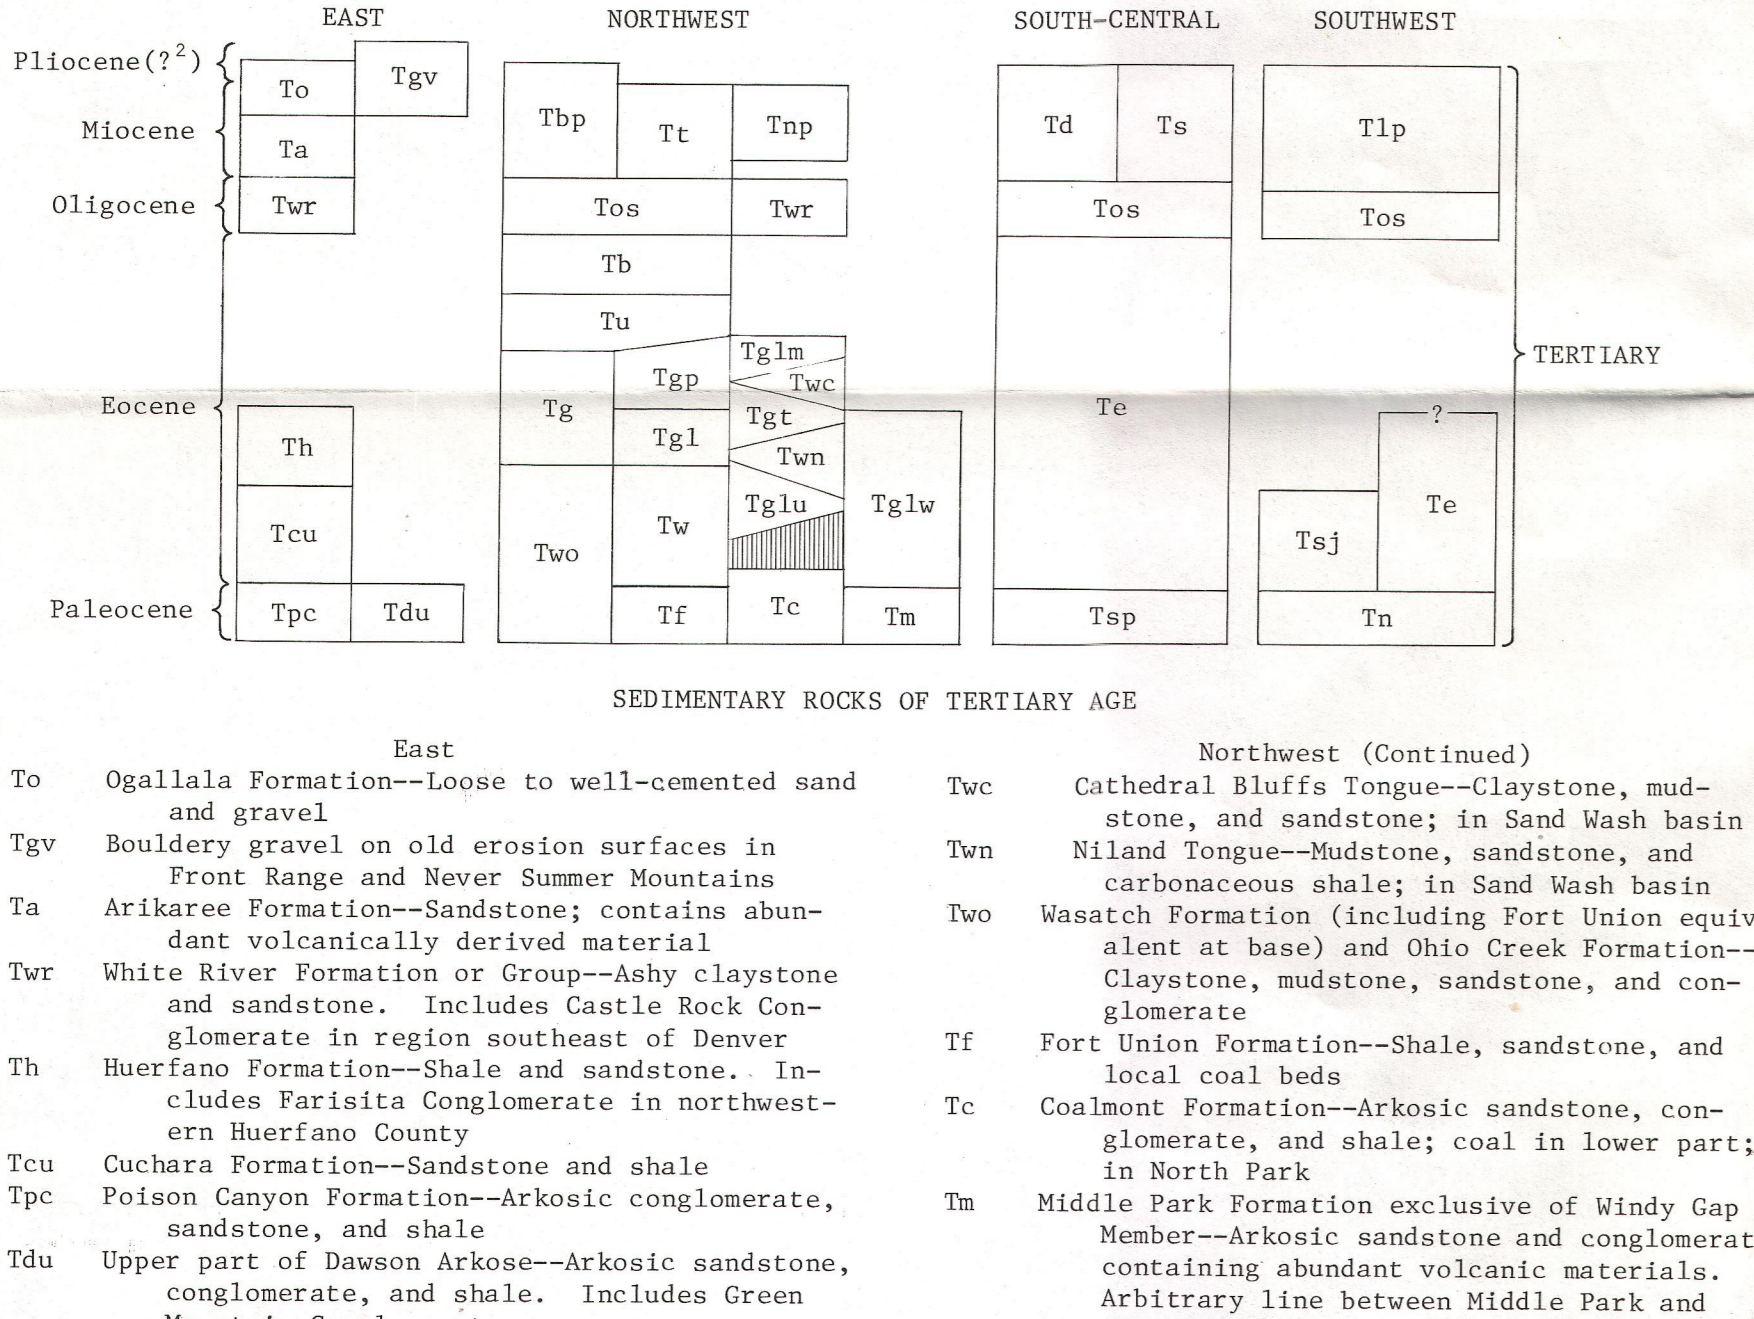 EAST NORTHWEST SOUTH-CENTRAL SOUTHWEST
Pliocene(?2)
Miocene
Oligocene
Eocene
Paleocene
To Tgv
Ta
Twr
Th
Tcu
Tpc Tdu
Tbp Tt Tnp
Tos Twr
Tb
Tu
Tglm
Tgp Twc
Tg Tgt
Tgl Twn
Tglu Tglw
Tw
Two
Tf Tc Tm
Td Ts
Tos
Te
Tsp
Tlp
Tos
?
Te
Tsj
Tn
TERTIARY
SEDIMENTARY ROCKS OF TERTIARY AGE
East
To Ogallala Formation--Loose to well-cemented sand
and gravel
Tgv Bouldery gravel on old erosion surfaces in
Front Range and Never Summer Mountains
Ta Arikaree Formation--Sandstone; contains abun-
dant volcanically derived material
Twr White River Formation or Group--Ashy claystone
and sandstone. Includes Castle Rock Con-
glomerate in region southeast of Denver
Th Huerfano Formation--Shale and sandstone. In-
cludes Farisita Conglomerate in northwest-
ern Huerfano County
Tcu Cuchara Formation--Sandstone and shale
Tpc Poison Canyon Formation--Arkosic conglomerate,
sandstone, and shale
Tdu Upper part of Dawson Arkose--Arkosic sandstone,
conglomerate, and shale. Includes Green
Northwest (Continued)
Twc Cathedral Bluffs Tongue--Claystone, mud-
stone, and sandstone; in Sand Wash basin
Twn Niland Tongue--Mudstone, sandstone, and
carbonaceous shale; in Sand Wash basin
Two Wasatch Formation (including Fort Union equiv
alent at base) and Ohio Creek Formation--
Claystone, mudstone, sandstone, and con-
glomerate
Tf Fort Union Formation--Shale, sandstone, and
local coal beds
Tc Coalmont Formation--Arkosic sandstone, con-
glomerate, and shale; coal in lower part;
in North Park
Tm Middle Park Formation exclusive of Windy Gap
Member--Arkosic sandstone and conglomerat
containing abundant volcanic materials.
Arbitrary line between Middle Park and